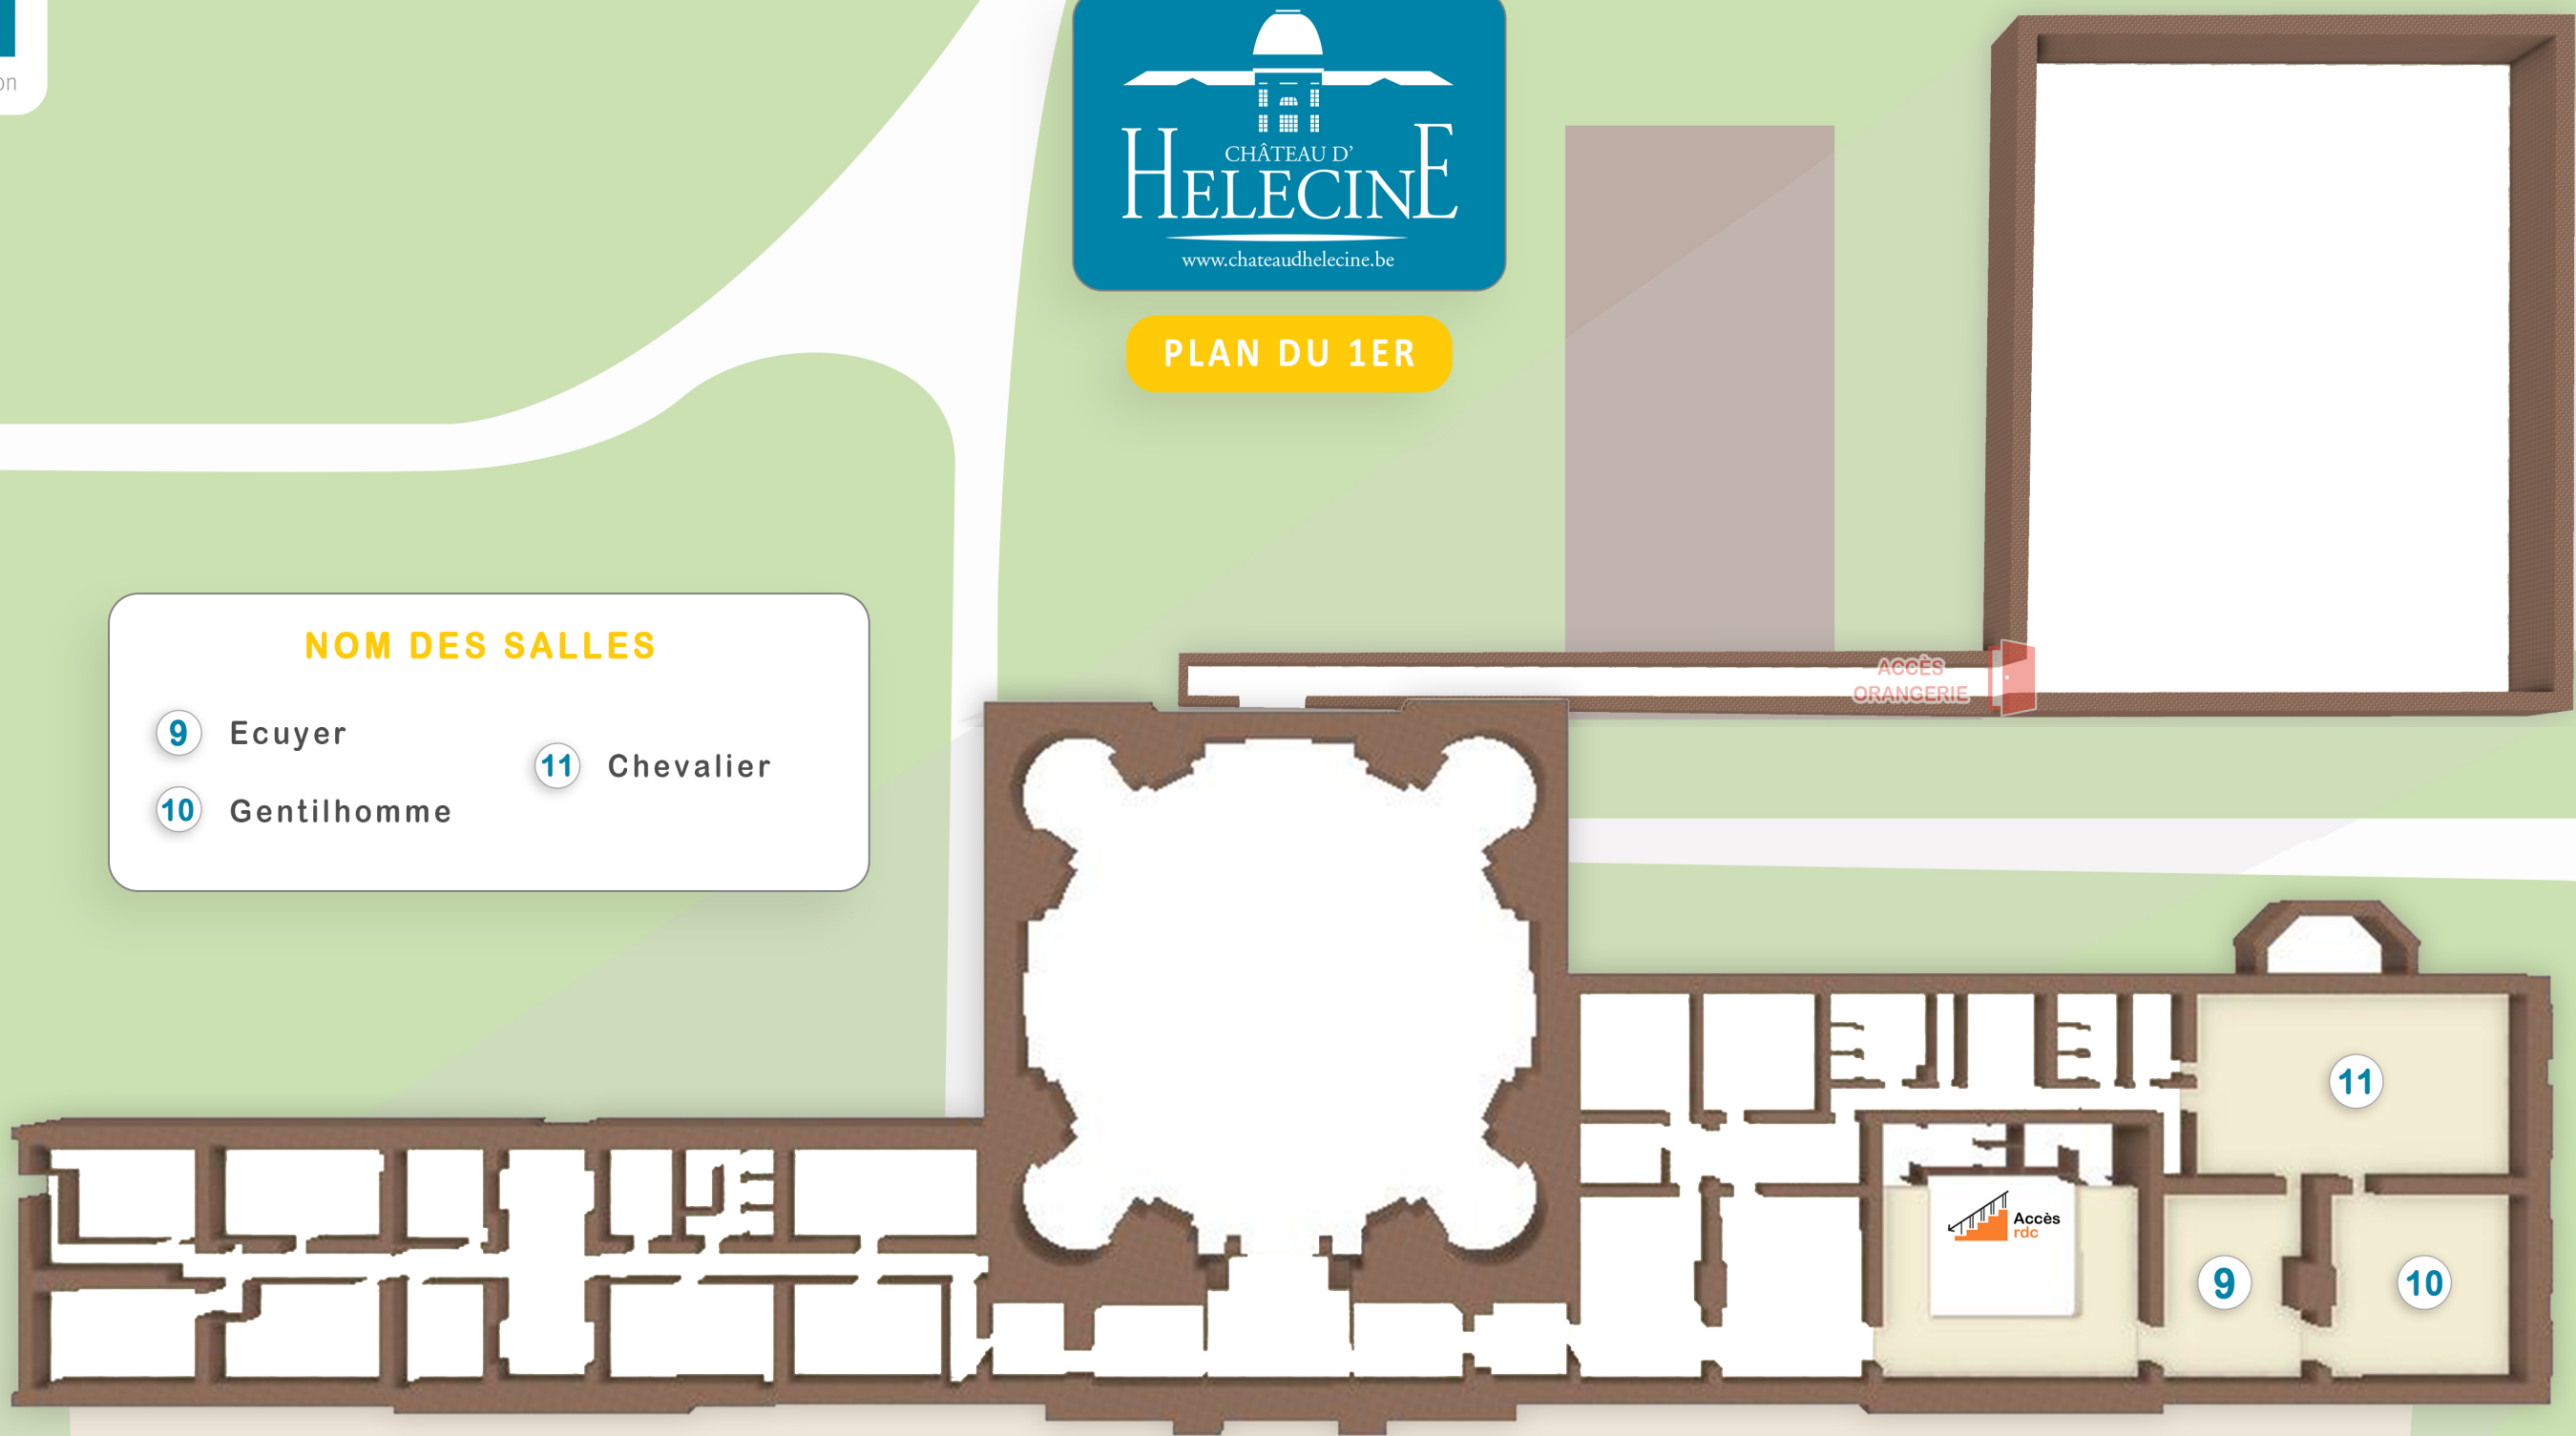 CHÂTEAU D'
HELECINE
www.chateaudhelecine.be
PLAN DU 1ER
NOM DES SALLES
9 Ecuyer
10 Gentilhomme
11 Chevalier
ACCÈS
ORANGERIE
11
Accès
rdc
9
10